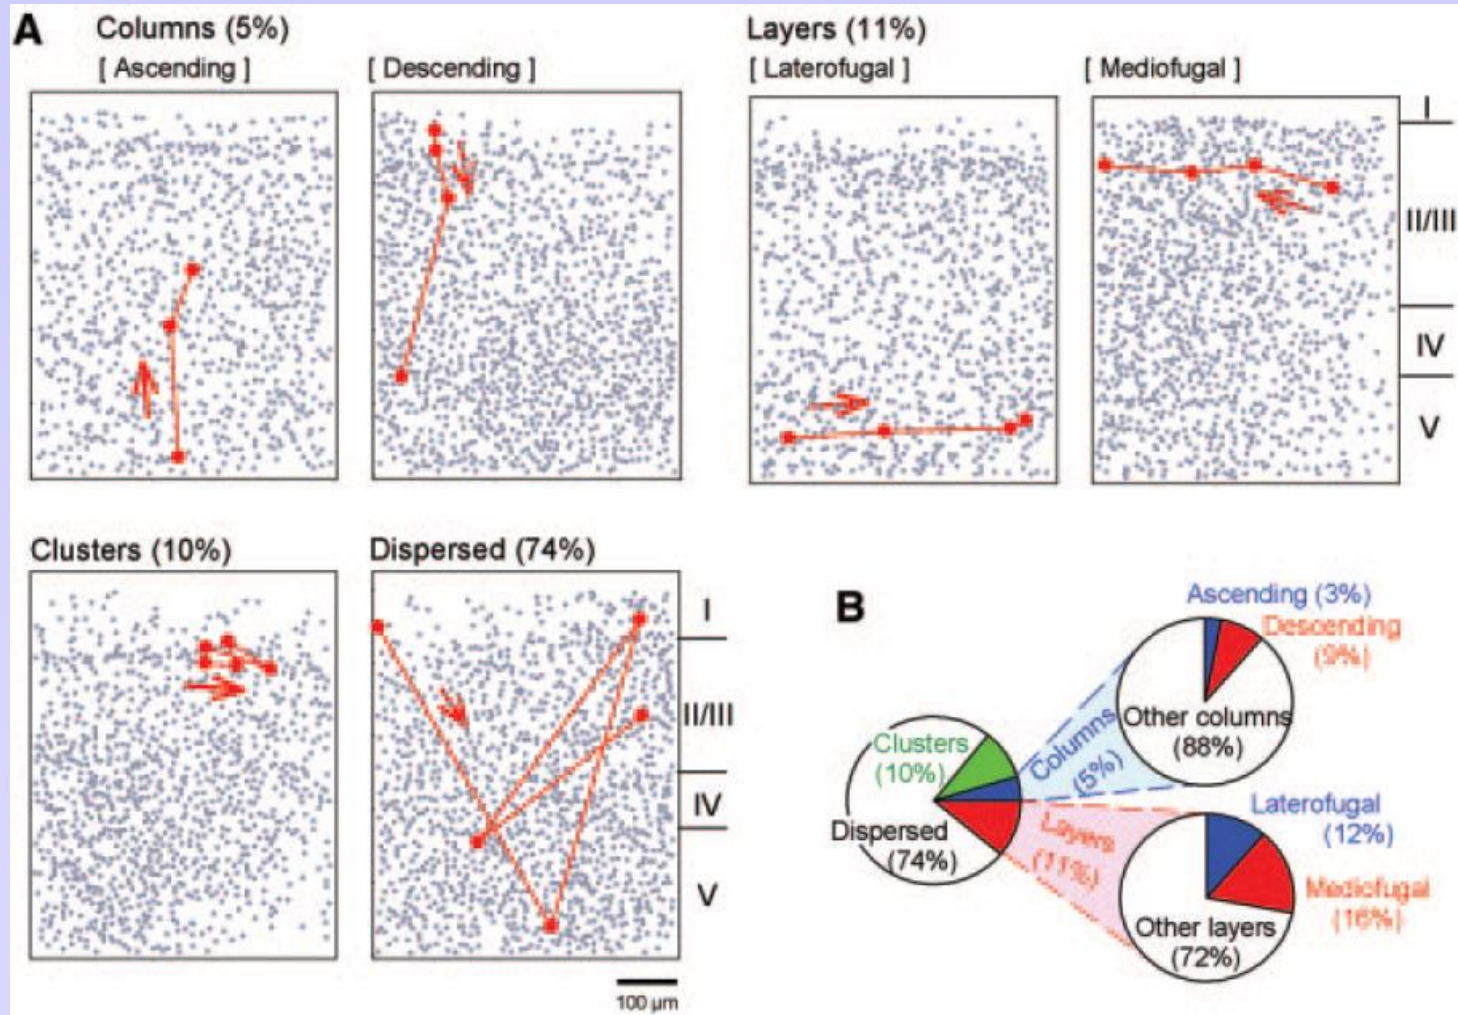 A
Columns (5%)
[ Ascending ]
[ Descending ]
Layers (11%)
[ Laterofugal ]
[ Mediofugal ]
I
II/III
IV
V
Clusters (10%)
Dispersed (74%)
I
II/III
IV
V
100 µm
B
Clusters
(10%)
Dispersed
(74%)
Columns
(5%)
Layers
(11%)
Ascending (3%)
Descending
(9%)
Other columns
(88%)
Laterofugal
(12%)
Mediofugal
(16%)
Other layers
(72%)